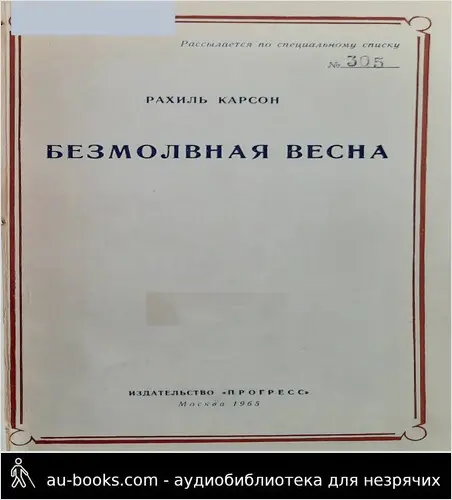 Рассылается по специальному списку
№ 305
РАХИЛЬ КАРСОН
БЕЗМОЛВНАЯ ВЕСНА
ИЗДАТЕЛЬСТВО «ПРОГРЕСС»
Москва 1965
au-books.com - аудиобиблиотека для незрячих